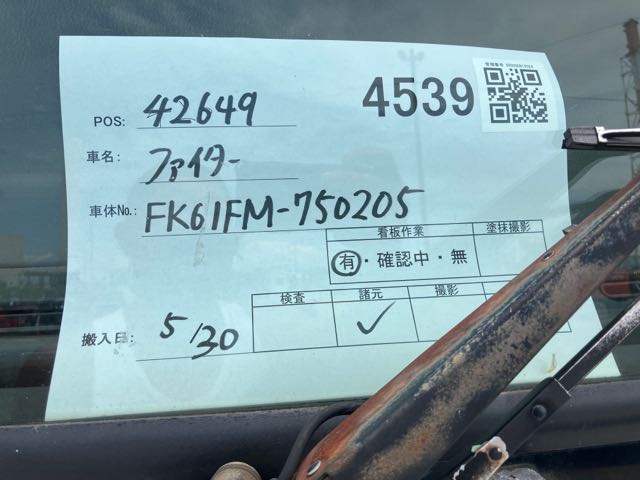 POS: 42649
4539
車名: ファイター
車体No.: FK61FM-750205
看板作業 塗抹撮影
有・確認中・無
検査 諸元 撮影
✓
搬入日: 5/30